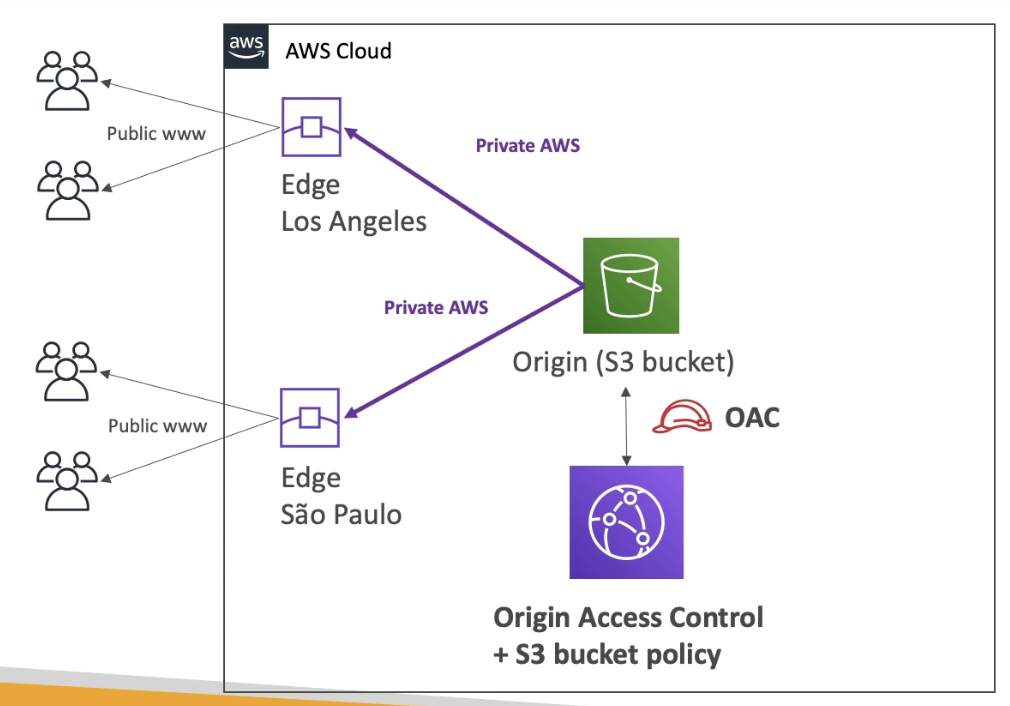 aws
AWS Cloud
Public www
Private AWS
Edge
Los Angeles
Private AWS
Origin (S3 bucket)
OAC
Public www
Edge
São Paulo
Origin Access Control
+ S3 bucket policy